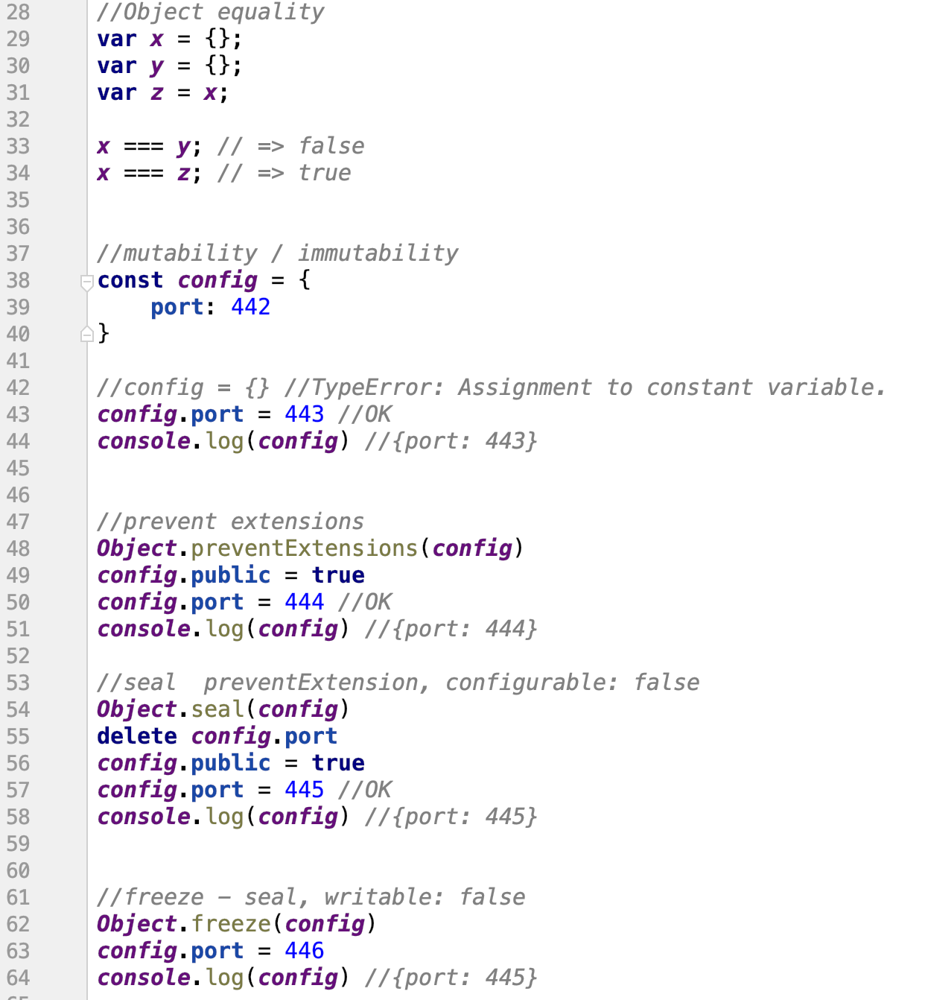 28 //Object equality
29 var x = {};
30 var y = {};
31 var z = x;
32
33 x === y; // => false
34 x === z; // => true
35
36
37 //mutability / immutability
38 const config = {
39     port: 442
40 }
41
42 //config = {} //TypeError: Assignment to constant variable.
43 config.port = 443 //OK
44 console.log(config) //{port: 443}
45
46
47 //prevent extensions
48 Object.preventExtensions(config)
49 config.public = true
50 config.port = 444 //OK
51 console.log(config) //{port: 444}
52
53 //seal  preventExtension, configurable: false
54 Object.seal(config)
55 delete config.port
56 config.public = true
57 config.port = 445 //OK
58 console.log(config) //{port: 445}
59
60
61 //freeze – seal, writable: false
62 Object.freeze(config)
63 config.port = 446
64 console.log(config) //{port: 445}